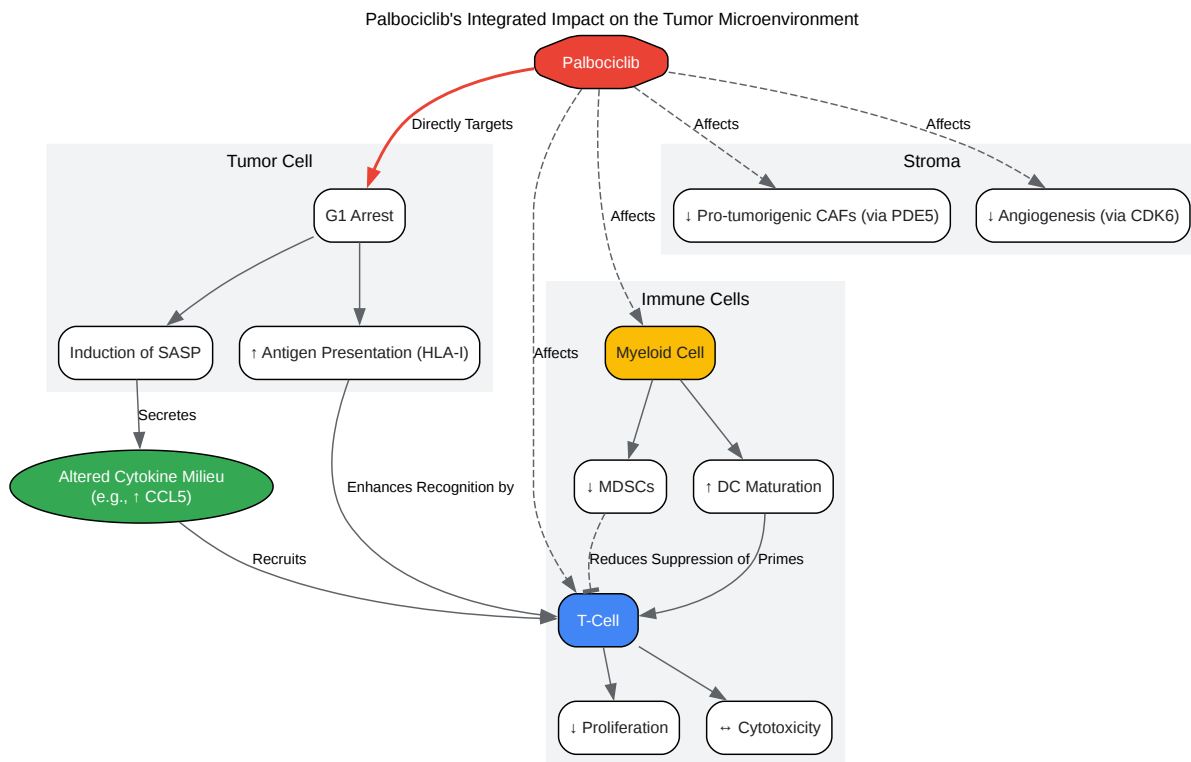 Palbociclib's Integrated Impact on the Tumor Microenvironment
Palbociclib
Directly Targets
Affects
Affects
Tumor Cell
Stroma
G1 Arrest
↓ Pro-tumorigenic CAFs (via PDE5)
↓ Angiogenesis (via CDK6)
Affects
Immune Cells
Induction of SASP
↑ Antigen Presentation (HLA-I)
Affects
Myeloid Cell
Secretes
Altered Cytokine Milieu
(e.g., ↑ CCL5)
Enhances Recognition by
↓ MDSCs
↑ DC Maturation
Recruits
Reduces Suppression of
Primes
T-Cell
↓ Proliferation
↔ Cytotoxicity